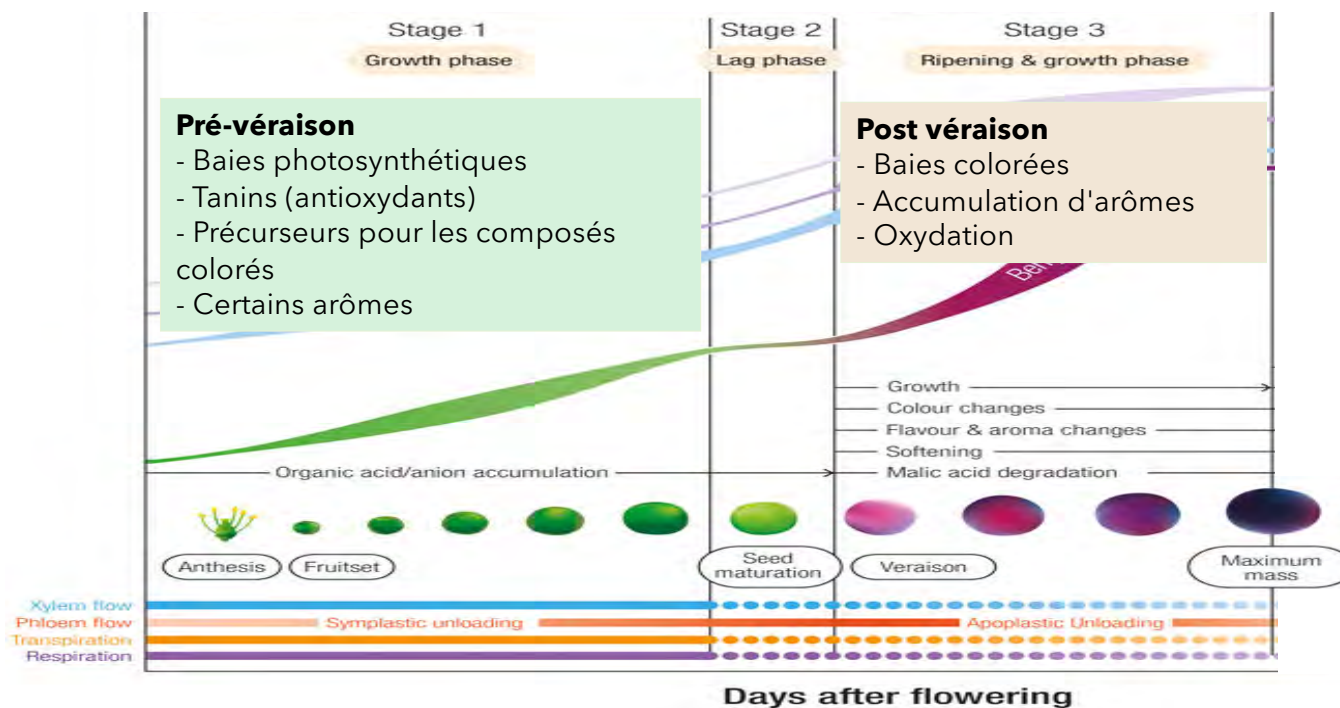 Stage 1
Stage 2
Stage 3
Growth phase
Lag phase
Ripening & growth phase
Pré-véraison
- Baies photosynthétiques
- Tanins (antioxydants)
- Précurseurs pour les composés
colorés
- Certains arômes
Post véraison
- Baies colorées
- Accumulation d'arômes
- Oxydation
Growth
Colour changes
Flavour & aroma changes
Softening
Organic acid/anion accumulation
Malic acid degradation
Anthesis
Fruitset
Seed
maturation
Veraison
Maximum
mass
Xylem flow
Phloem flow
Symplastic unloading
Apoplastic Unloading
Transpiration
Respiration
Days after flowering